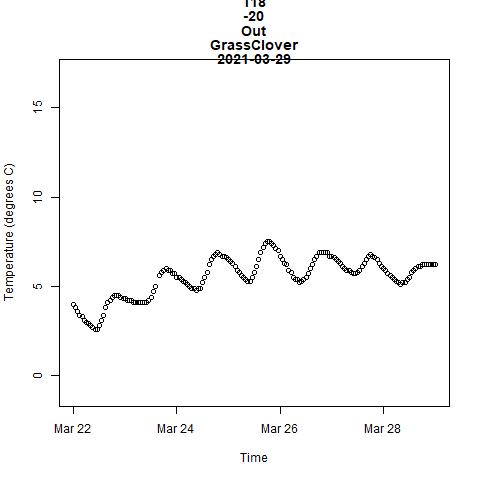 T18
-20
Out
GrassClover
2021-03-29
Temperature (degrees C)
15
10
5
0
Mar 22
Mar 24
Mar 26
Mar 28
Time